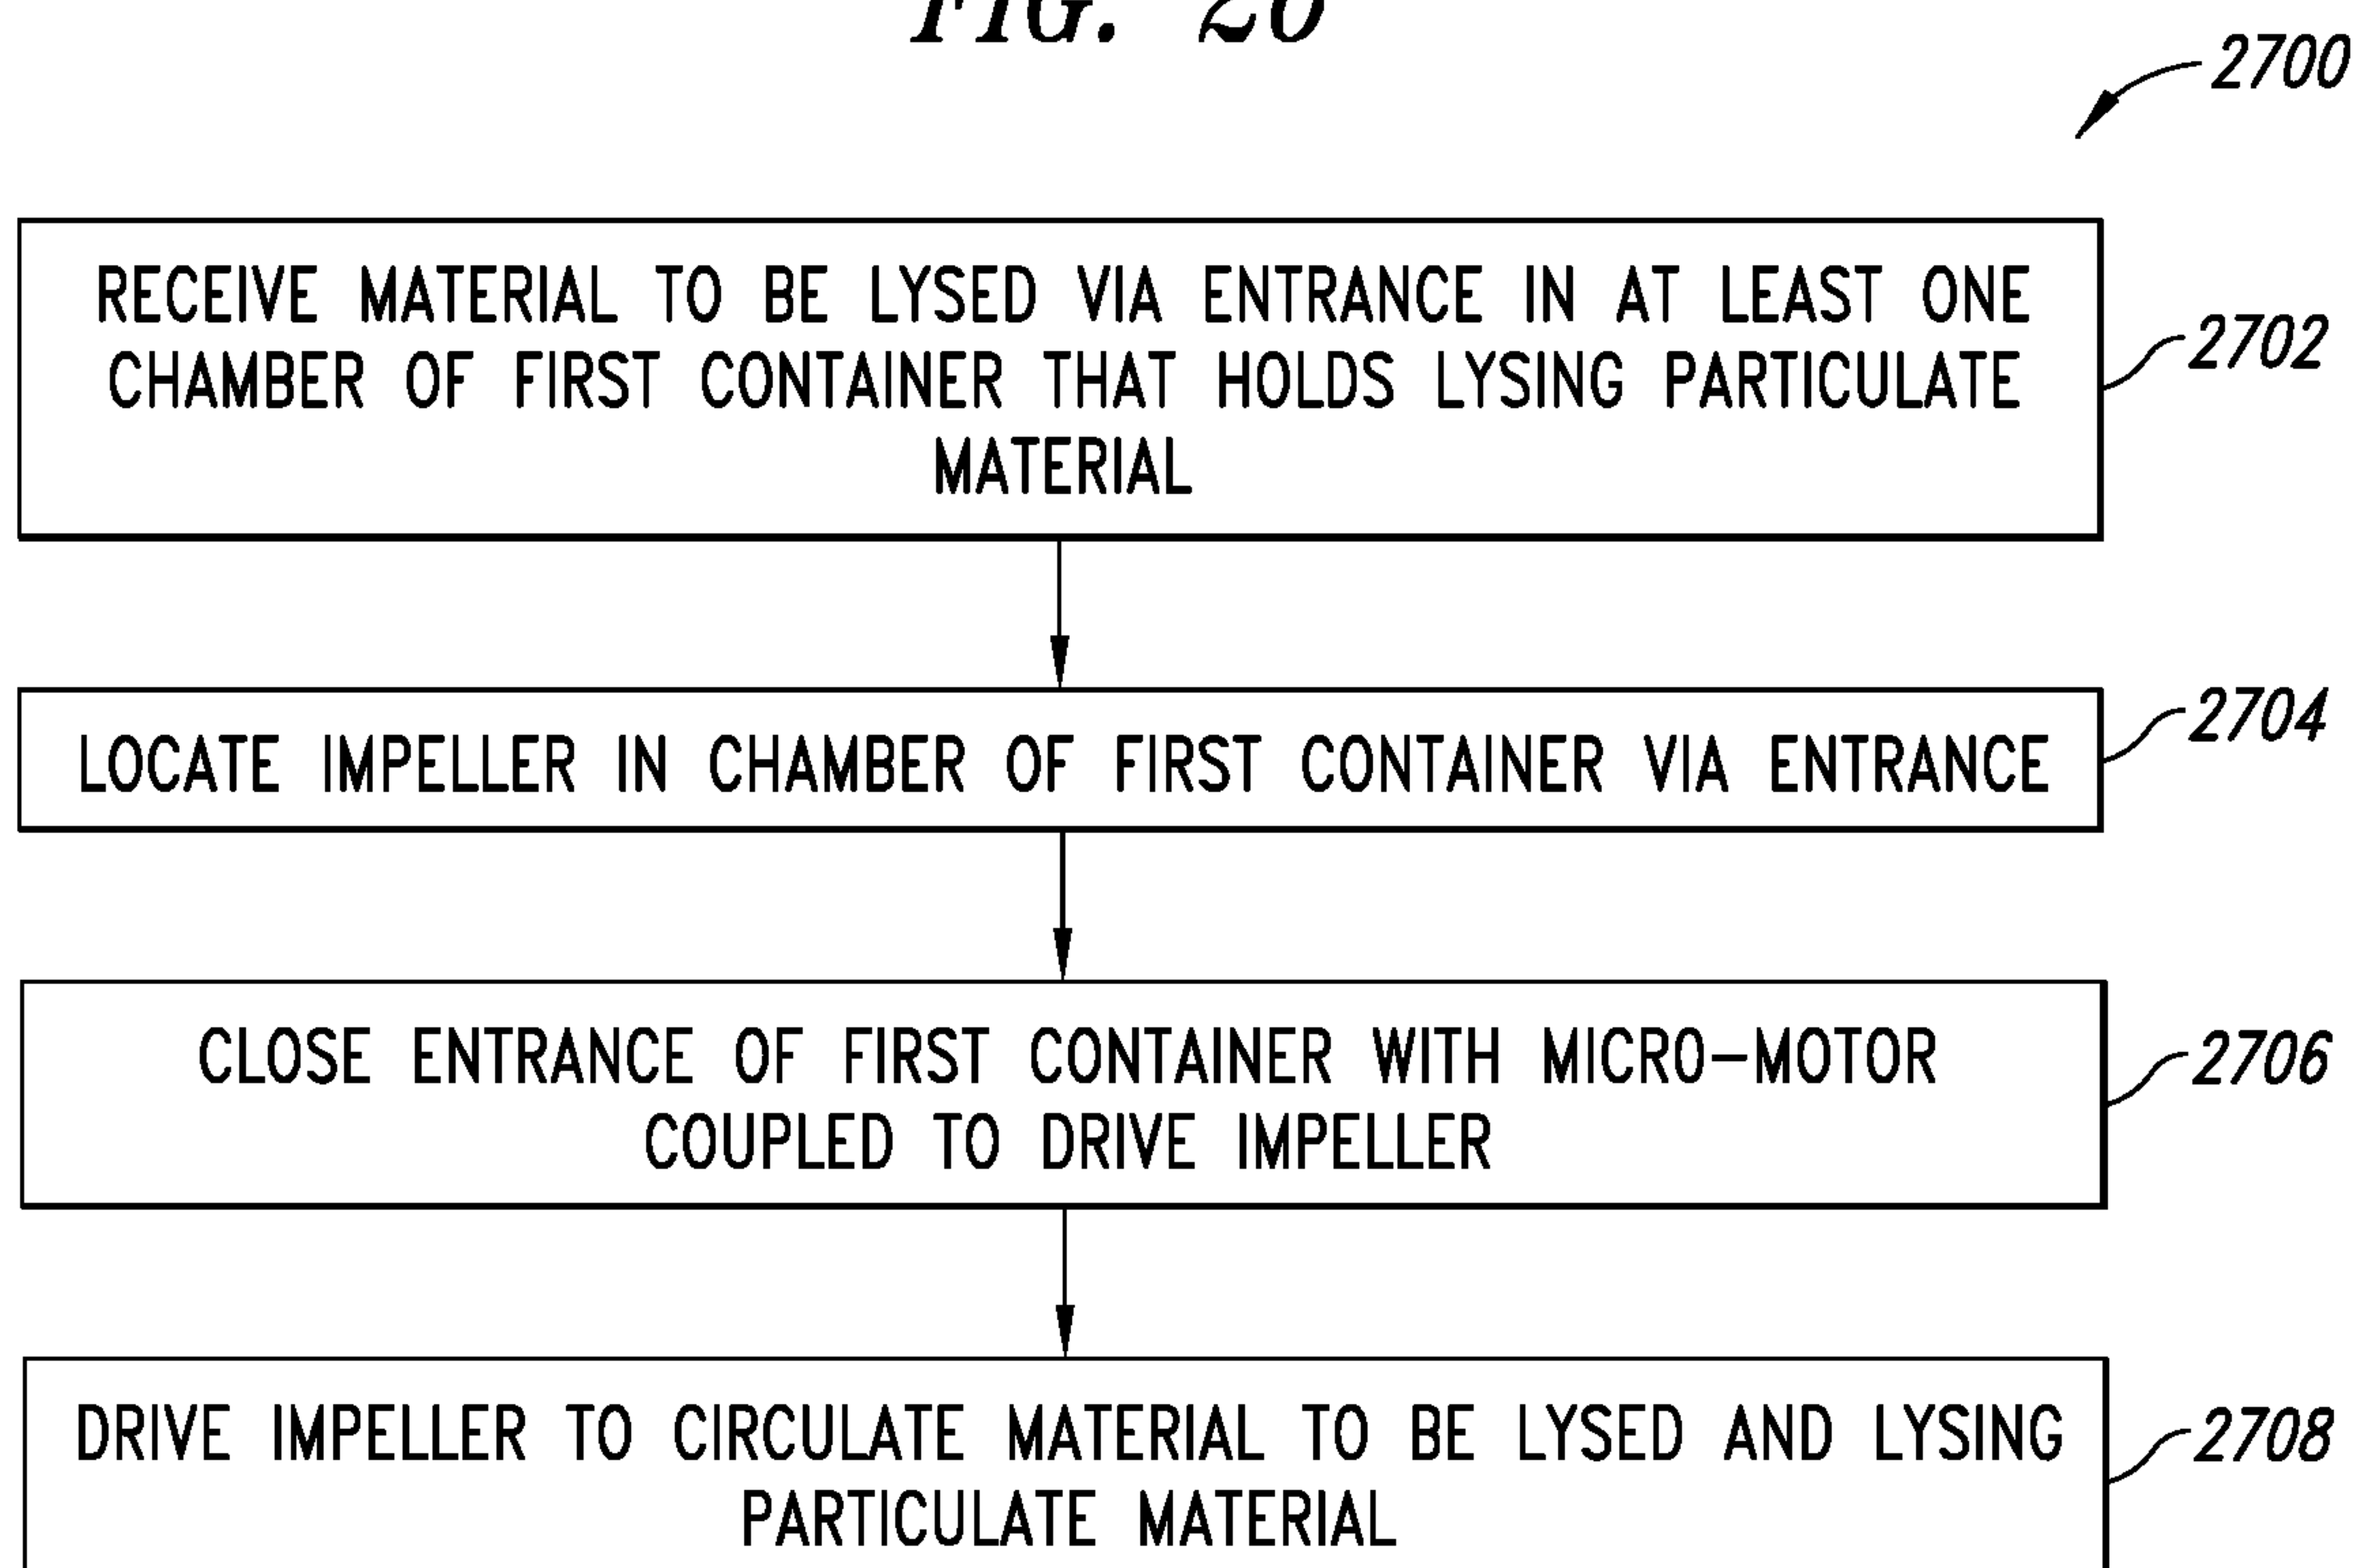 FIG. 26
2700
RECEIVE MATERIAL TO BE LYSED VIA ENTRANCE IN AT LEAST ONE
CHAMBER OF FIRST CONTAINER THAT HOLDS LYSING PARTICULATE
MATERIAL
2702
LOCATE IMPELLER IN CHAMBER OF FIRST CONTAINER VIA ENTRANCE
2704
CLOSE ENTRANCE OF FIRST CONTAINER WITH MICRO-MOTOR
COUPLED TO DRIVE IMPELLER
2706
DRIVE IMPELLER TO CIRCULATE MATERIAL TO BE LYSED AND LYSING
PARTICULATE MATERIAL
2708